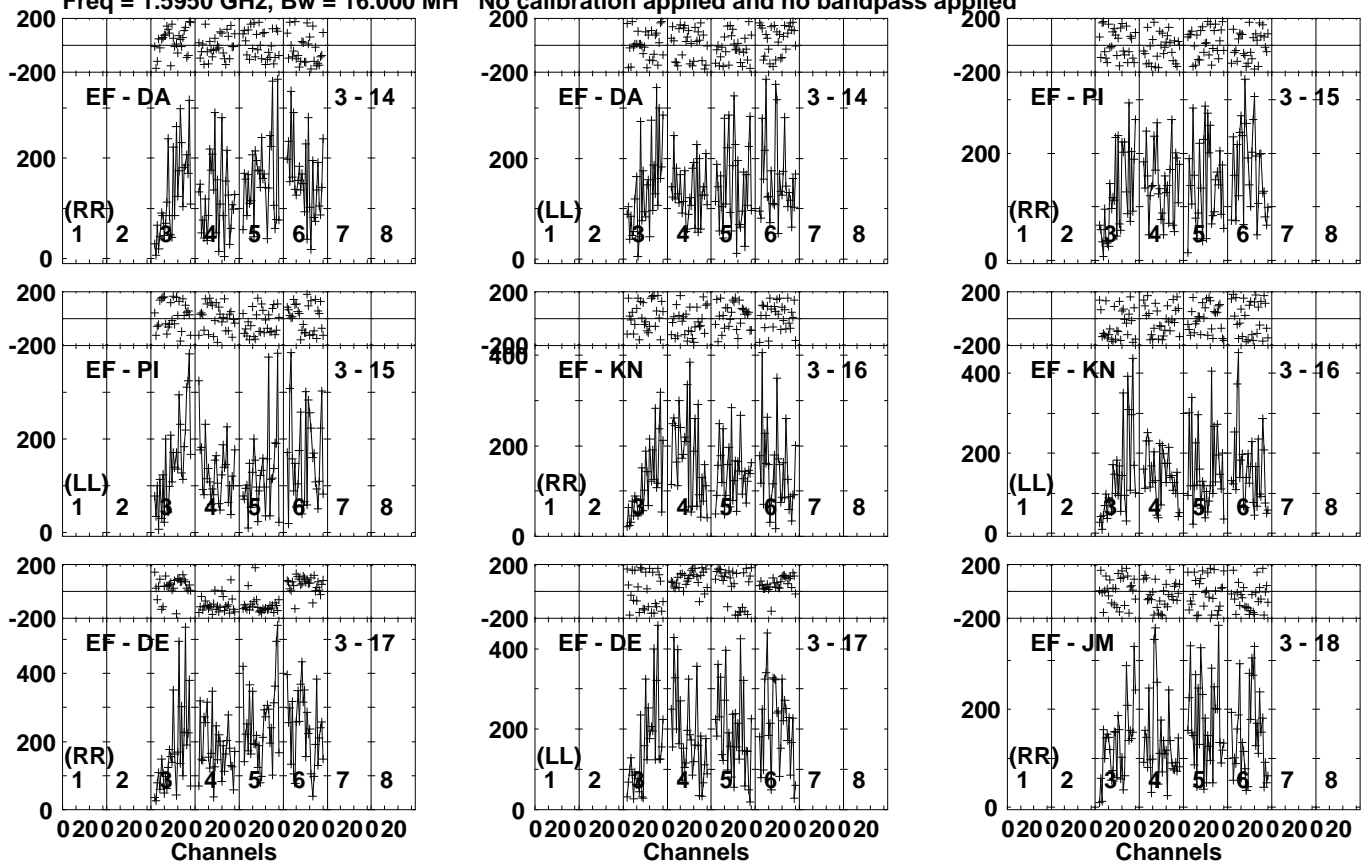 Freq = 1.5950 GHz, Bw = 16.000 MH No calibration applied and no bandpass applied
200 200 200
-200 -200 -200
EF - DA 3 - 14 EF - DA 3 - 14 EF - PI 3 - 15
200 200 200
(RR) (LL) (RR)
1 2 3 4 5 6 7 8 1 2 3 4 5 6 7 8 1 2 3 4 5 6 7 8
0 0 0
200 200 200
-200 -200 -200
400
EF - PI 3 - 15 EF - KN 3 - 16 EF - KN 3 - 16
400
200 200 200
(LL) (RR) (LL)
1 2 3 4 5 6 7 8 1 2 3 4 5 6 7 8 1 2 3 4 5 6 7 8
0 0 0
200 200 200
-200 -200 -200
EF - DE 3 - 17 EF - DE 3 - 17 EF - JM 3 - 18
400 400
200 200 200
(RR) (LL) (RR)
1 2 3 4 5 6 7 8 1 2 3 4 5 6 7 8 1 2 3 4 5 6 7 8
0 0 0
0 20 0 20 0 20 0 20 0 20 0 20 0 20 0 20 0 20 0 20 0 20 0 20 0 20 0 20 0 20 0 20 0 20 0 20 0 20 0 20 0 20 0 20 0 20 0 20
Channels Channels Channels